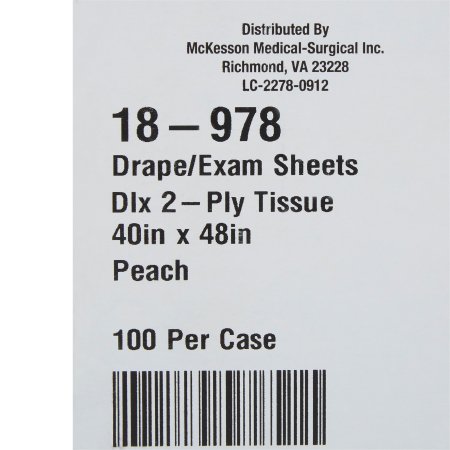 Distributed By
McKesson Medical-Surgical Inc.
Richmond, VA 23228
LC-2278-0912
18–978
Drape/Exam Sheets
Dlx 2–Ply Tissue
40in x 48in
Peach
100 Per Case